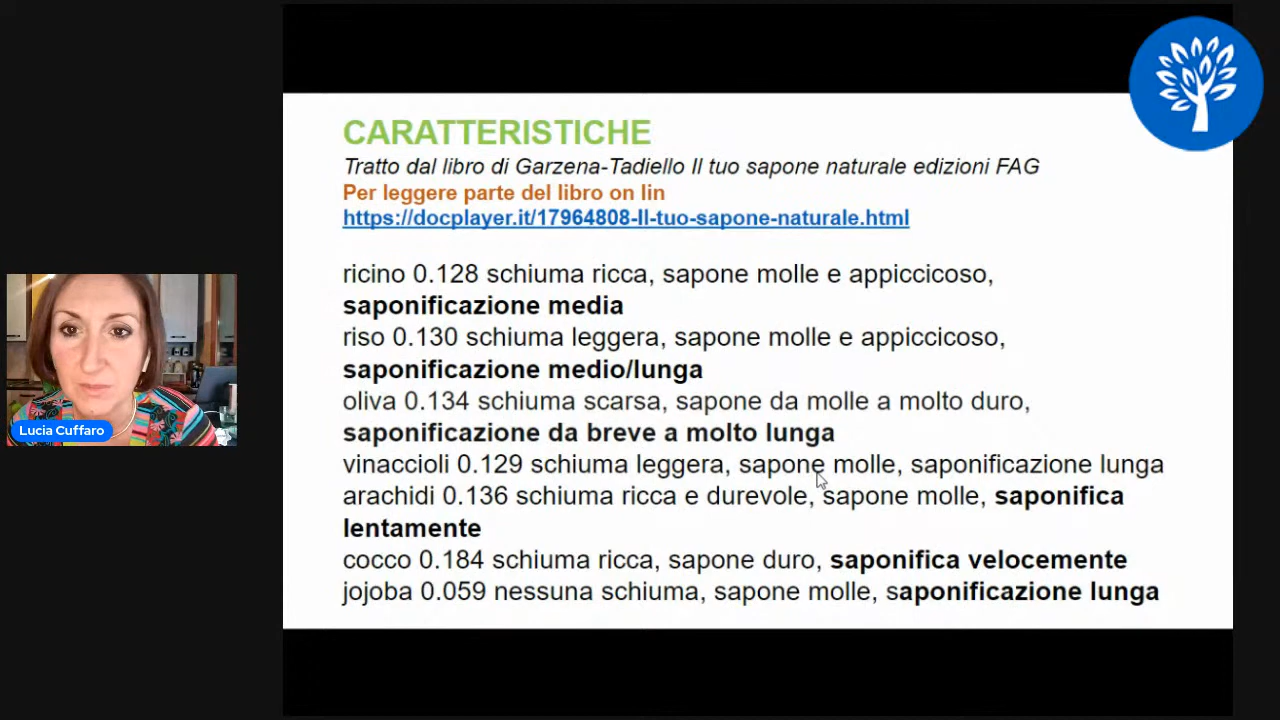 CARATTERISTICHE
Tratto dal libro di Garzena-Tadiello Il tuo sapone naturale edizioni FAG
Per leggere parte del libro on lin
https://docplayer.it/17964808-Il-tuo-sapone-naturale.html
ricino 0.128 schiuma ricca, sapone molle e appiccicoso,
saponificazione media
riso 0.130 schiuma leggera, sapone molle e appiccicoso,
saponificazione medio/lunga
oliva 0.134 schiuma scarsa, sapone da molle a molto duro,
saponificazione da breve a molto lunga
vinaccioli 0.129 schiuma leggera, sapone molle, saponificazione lunga
arachidi 0.136 schiuma ricca e durevole, sapone molle, saponifica
lentamente
cocco 0.184 schiuma ricca, sapone duro, saponifica velocemente
jojoba 0.059 nessuna schiuma, sapone molle, saponificazione lunga
Lucia Cuffaro